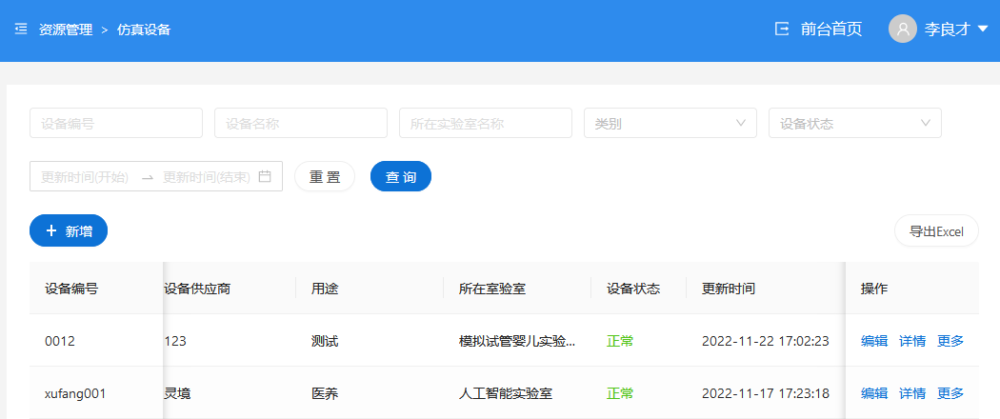 资源管理 > 仿真设备 前台首页 李良才
设备编号 设备名称 所在实验室名称 类别 设备状态
更新时间(开始) 更新时间(结束) 重 置 查 询
+ 新增 导出Excel
设备编号 设备供应商 用途 所在室验室 设备状态 更新时间 操作
0012 123 测试 模拟试管婴儿实验... 正常 2022-11-22 17:02:23 编辑 详情 更多
xufang001 灵境 医养 人工智能实验室 正常 2022-11-17 17:23:18 编辑 详情 更多